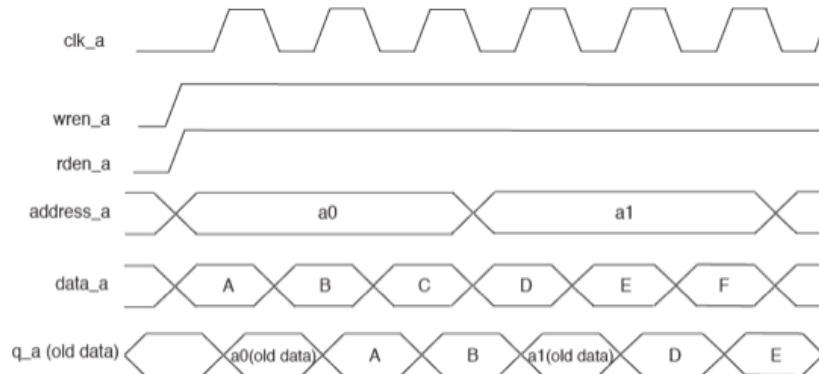 clk_a
wren_a
rden_a
address_a a0 a1
data_a A B C D E F
q_a (old data) a0(old data) A B a1(old data) D E